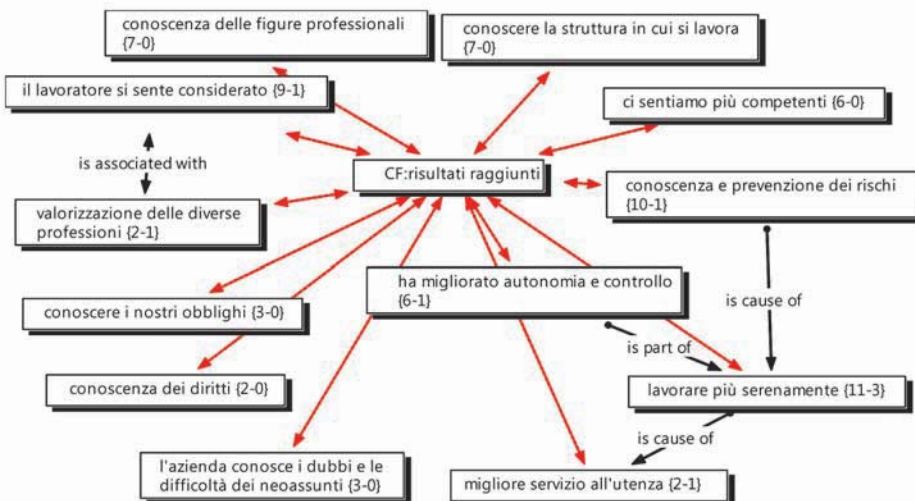 conoscenza delle figure professionali
{7-0}
conoscere la struttura in cui si lavora
{7-0}
il lavoratore si sente considerato {9-1}
ci sentiamo più competenti {6-0}
is associated with
CF:risultati raggiunti
conoscenza e prevenzione dei rischi
{10-1}
valorizzazione delle diverse
professioni {2-1}
ha migliorato autonomia e controllo
{6-1}
conoscere i nostri obblighi {3-0}
is cause of
is part of
conoscenza dei diritti {2-0}
lavorare più serenamente {11-3}
is cause of
l'azienda conosce i dubbi e le
difficoltà dei neoassunti {3-0}
migliore servizio all'utenza {2-1}